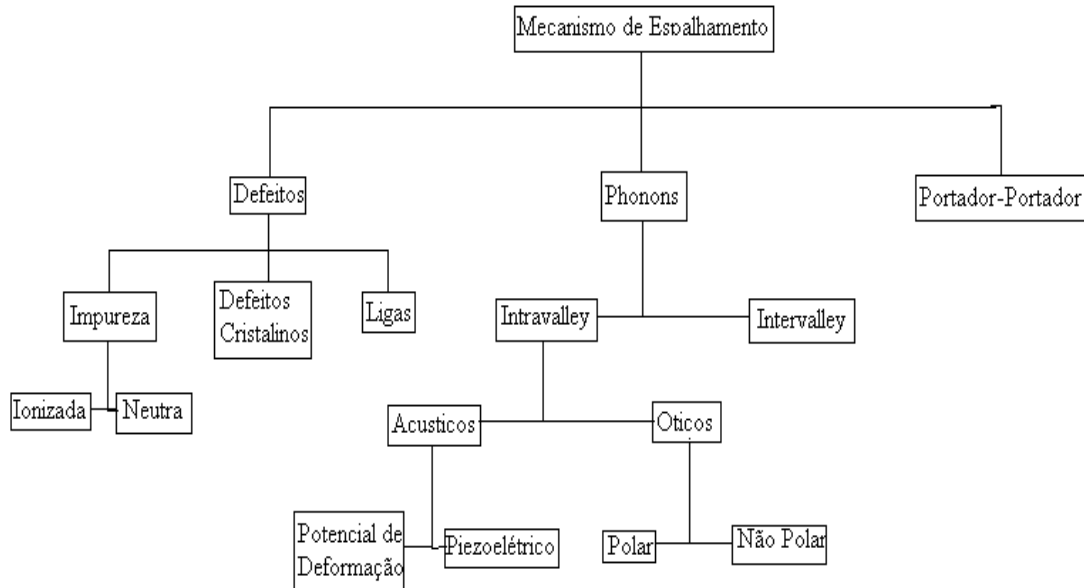 Mecanismo de Espalhamento
Defeitos
Phonons
Portador-Portador
Impureza
Defeitos
Cristalinos
Ligas
Intravalley
Intervalley
Ionizada
Neutra
Acusticos
Oticos
Potencial de
Deformação
Piezoelétrico
Polar
Não Polar